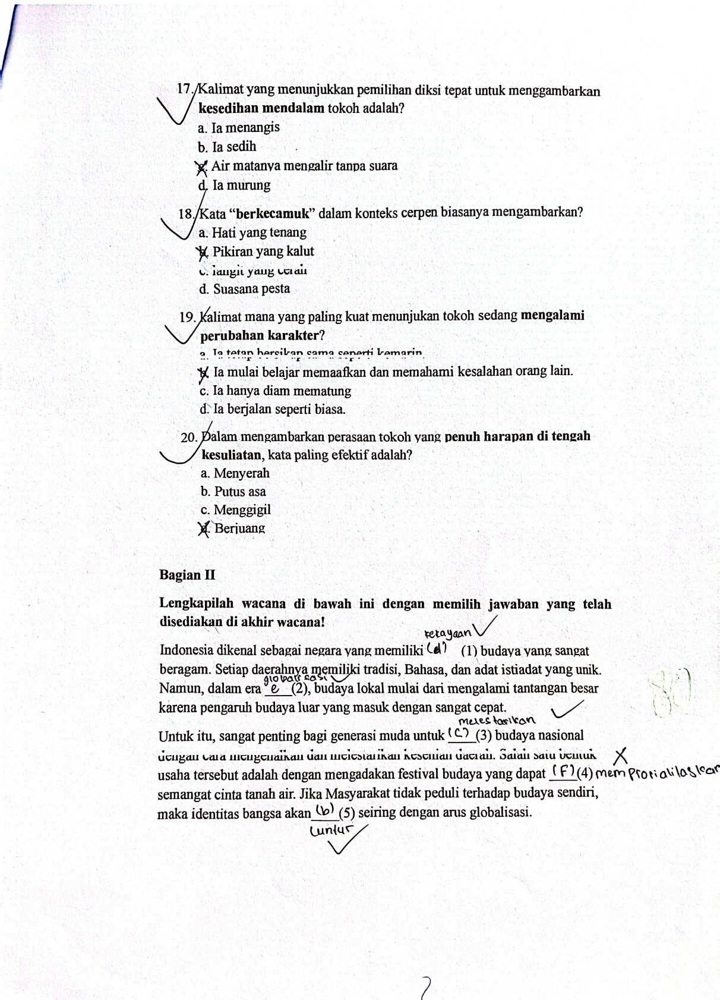 17. Kalimat yang menunjukkan pemilihan diksi tepat untuk menggambarkan
kesedihan mendalam tokoh adalah?
a. Ia menangis
b. Ia sedih
c. Air matanya mengalir tanpa suara
d. Ia murung
18. Kata “berkecamuk” dalam konteks cerpen biasanya mengambarkan?
a. Hati yang tenang
b. Pikiran yang kalut
c. langit yang cerah
d. Suasana pesta
19. kalimat mana yang paling kuat menunjukan tokoh sedang mengalami
perubahan karakter?
a. Ia tetap bersikap sama seperti kemarin
b. Ia mulai belajar memaafkan dan memahami kesalahan orang lain.
c. Ia hanya diam mematung
d. Ia berjalan seperti biasa.
20. Dalam mengambarkan perasaan tokoh yang penuh harapan di tengah
kesuliatan, kata paling efektif adalah?
a. Menyerah
b. Putus asa
c. Menggigil
d. Berjuang
Bagian II
Lengkapilah wacana di bawah ini dengan memilih jawaban yang telah
disediakan di akhir wacana!
kekayaan
Indonesia dikenal sebagai negara yang memiliki (d) (1) budaya yang sangat
beragam. Setiap daerahnya memiliki tradisi, Bahasa, dan adat istiadat yang unik.
globalisasi
Namun, dalam era e (2), budaya lokal mulai dari mengalami tantangan besar
karena pengaruh budaya luar yang masuk dengan sangat cepat.
melestarikan
Untuk itu, sangat penting bagi generasi muda untuk (c) (3) budaya nasional
dengan cara mengenalkan dan melestarikan kesenian daerah. Salah satu bentuk
usaha tersebut adalah dengan mengadakan festival budaya yang dapat (F) (4)
semangat cinta tanah air. Jika Masyarakat tidak peduli terhadap budaya sendiri,
maka identitas bangsa akan (b) (5) seiring dengan arus globalisasi.
luntur
80